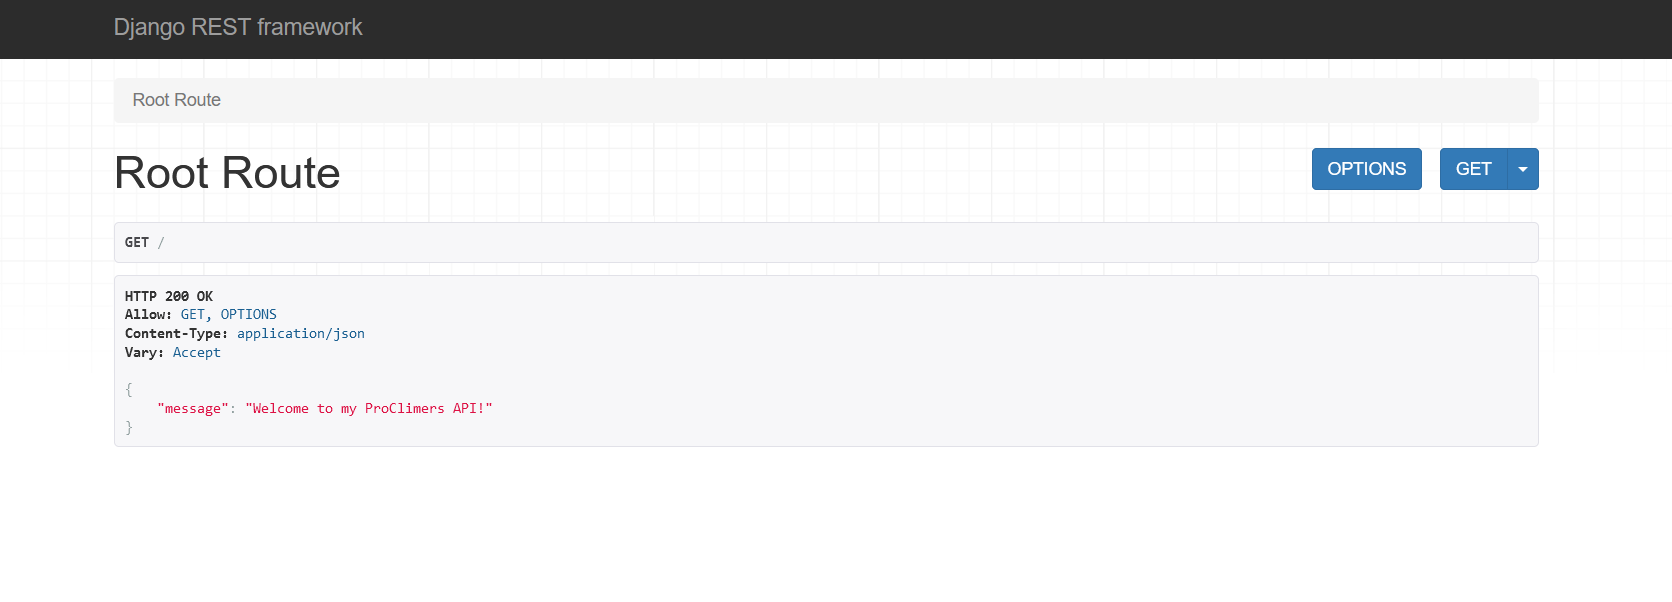 Django REST framework
Root Route
Root Route
OPTIONS
GET
GET /
HTTP 200 OK
Allow: GET, OPTIONS
Content-Type: application/json
Vary: Accept
{
"message": "Welcome to my ProClimers API!"
}